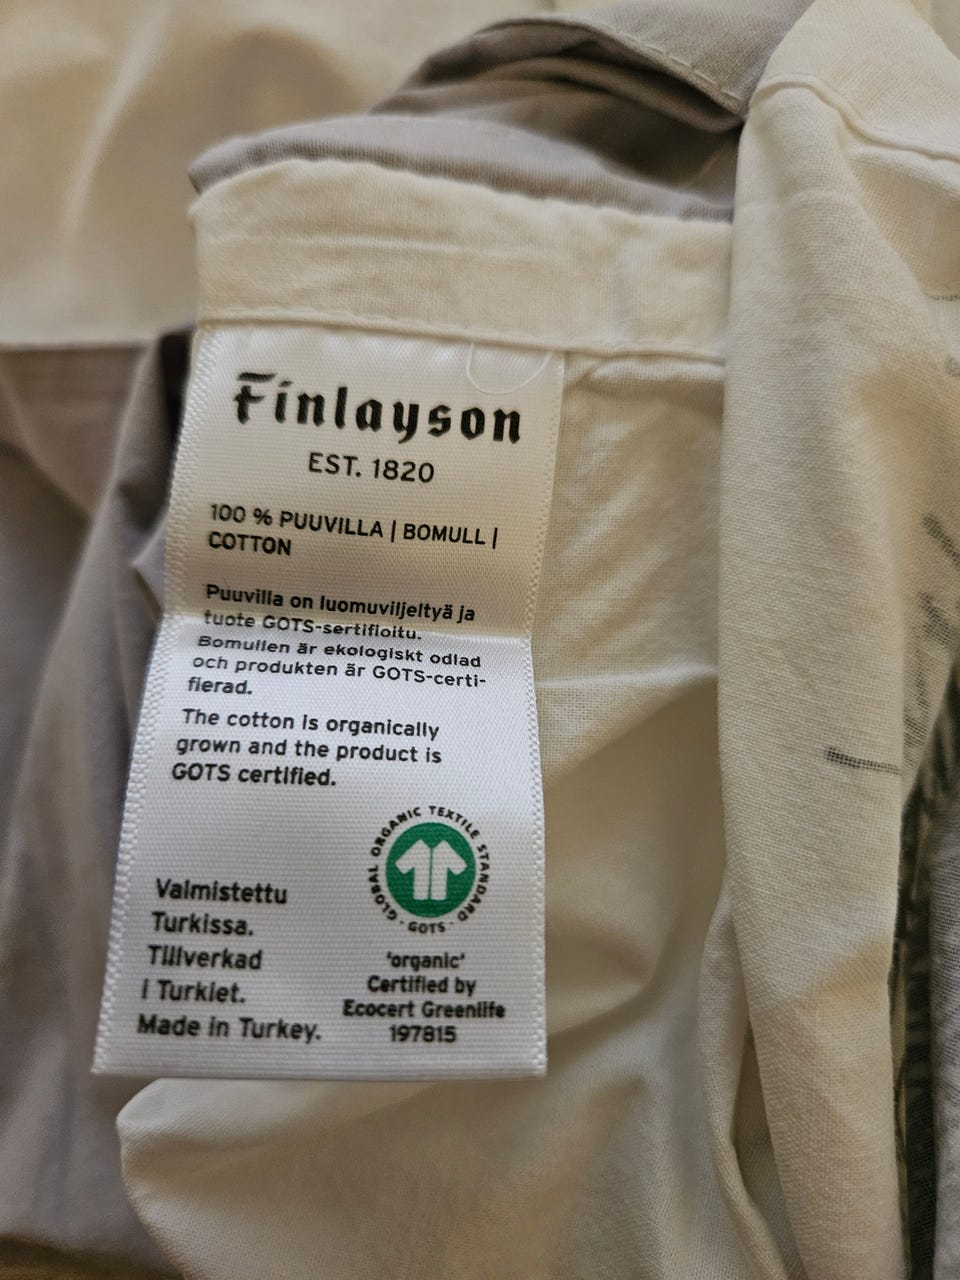 Finlayson
EST. 1820
100 % PUUVILLA | BOMULL |
COTTON
Puuvilla on luomuviljeltyä ja
tuote GOTS-sertifioitu.
Bomullen är ekologiskt odlad
och produkten är GOTS-certi-
fierad.
The cotton is organically
grown and the product is
GOTS certified.
GLOBAL ORGANIC TEXTILE STANDARD
· GOTS ·
Valmistettu
Turkissa.
Tillverkad
i Turkiet.
Made in Turkey.
'organic'
Certified by
Ecocert Greenlife
197815